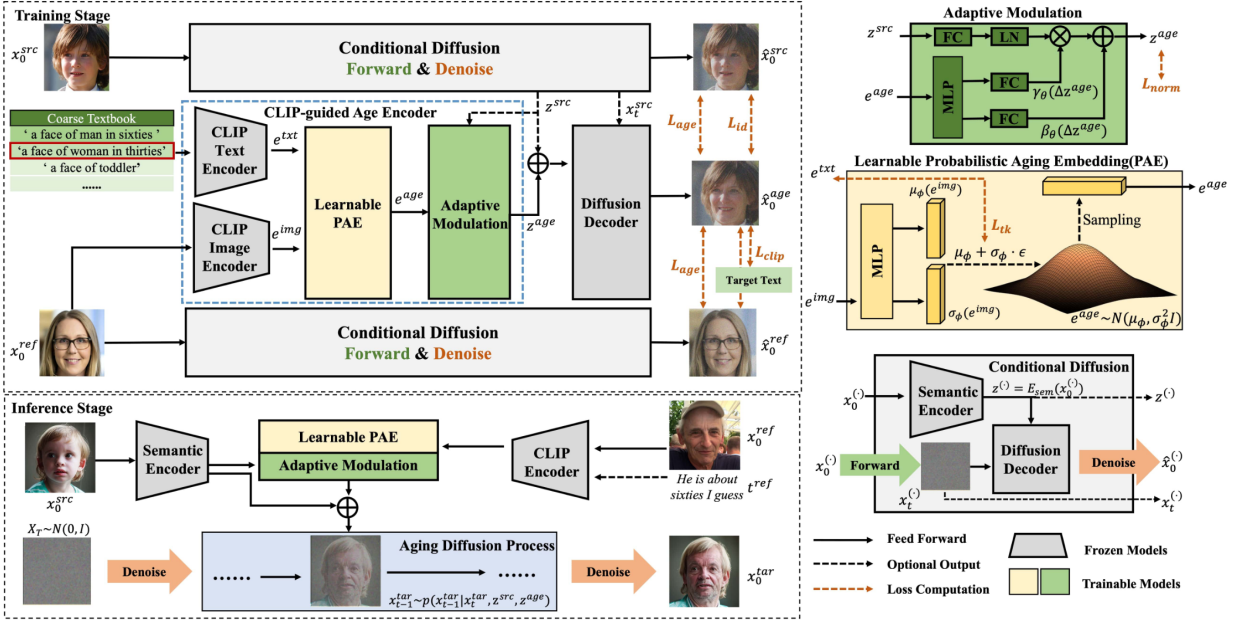 Training Stage
x_0^{src}
Conditional Diffusion
Forward & Denoise
x̂_0^{src}
z^{src}
x_t^{src}
CLIP-guided Age Encoder
Coarse Textbook
‘ a face of man in sixties ’
‘a face of woman in thirties’
‘ a face of toddler’
......
CLIP
Text
Encoder
e^{txt}
CLIP
Image
Encoder
e^{img}
Learnable
PAE
e^{age}
Adaptive
Modulation
z^{age}
Diffusion
Decoder
L_{age}
L_{id}
x̂_0^{age}
L_{age}
L_{clip}
Target Text
x_0^{ref}
Conditional Diffusion
Forward & Denoise
x̂_0^{ref}
Inference Stage
x_0^{src}
Semantic
Encoder
Learnable PAE
Adaptive Modulation
CLIP
Encoder
x_0^{ref}
He is about
sixties I guess
t^{ref}
X_T~N(0, I)
Denoise
Aging Diffusion Process
......
......
x_{t-1}^{tar}~p(x_{t-1}^{tar}|x_t^{tar}, z^{src}, z^{age})
Denoise
x_0^{tar}
Adaptive Modulation
z^{src}
FC
LN
z^{age}
e^{age}
MLP
FC
γ_θ(Δz^{age})
FC
β_θ(Δz^{age})
L_{norm}
Learnable Probabilistic Aging Embedding(PAE)
e^{txt}
μ_ϕ(e^{img})
e^{age}
Sampling
L_{tk}
MLP
μ_ϕ + σ_ϕ · ϵ
e^{img}
σ_ϕ(e^{img})
e^{age}~N(μ_ϕ, σ_ϕ^2 I)
Conditional Diffusion
x_0^{(·)}
Semantic
Encoder
z^{(·)} = E_{sem}(x_0^{(·)})
z^{(·)}
x_0^{(·)}
Forward
x_t^{(·)}
Diffusion
Decoder
Denoise
x̂_0^{(·)}
x_t^{(·)}
Feed Forward
Optional Output
Loss Computation
Frozen Models
Trainable Models